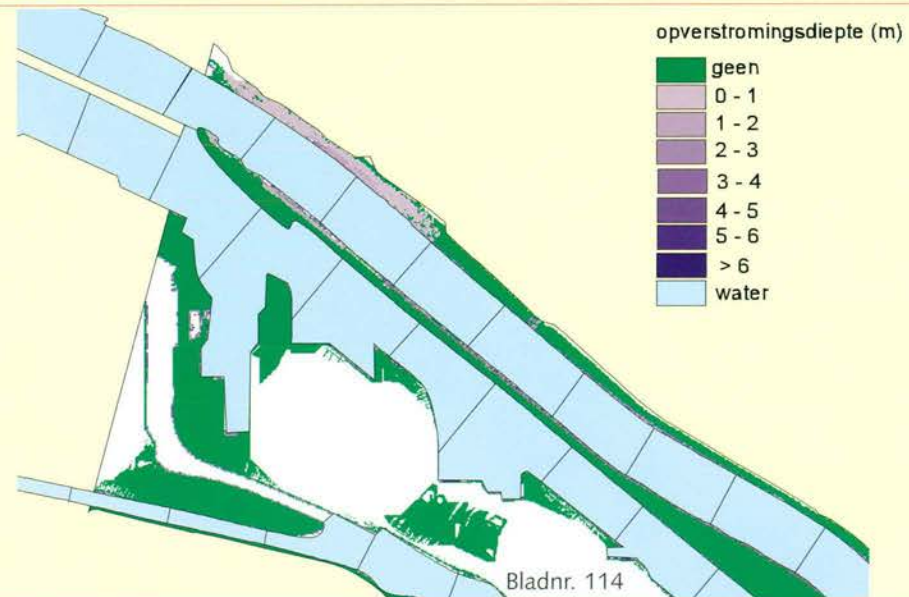 opverstromingsdiepte (m)
geen
0 - 1
1 - 2
2 - 3
3 - 4
4 - 5
5 - 6
> 6
water
Bladnr. 114